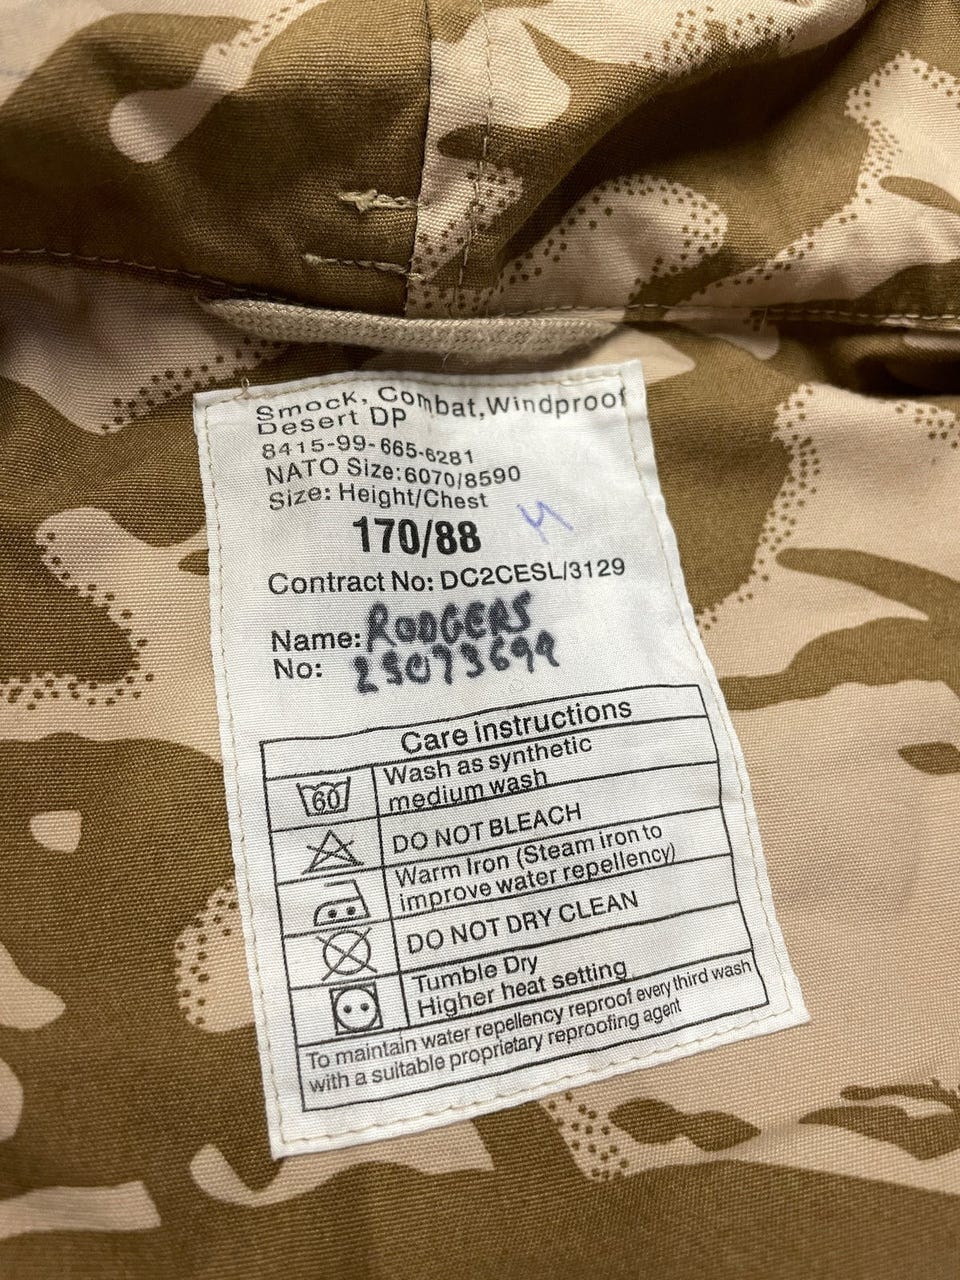 Smock, Combat,Windproof
Desert DP
8415-99-665-6281
NATO Size:6070/8590
Size: Height/Chest
170/88
Contract No: DC2CESL/3129
Name: RODGERS
No: 25073699
Care instructions
60 Wash as synthetic
medium wash
DO NOT BLEACH
Warm Iron (Steam iron to
improve water repellency)
DO NOT DRY CLEAN
Tumble Dry
Higher heat setting
To maintain water repellency reproof every third wash
with a suitable proprietary reproofing agent